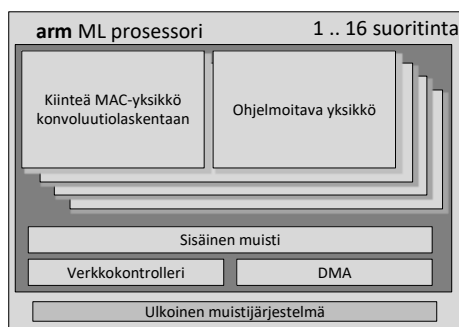 arm ML prosessori
1 .. 16 suoritinta
Kiinteä MAC-yksikkö
konvoluutiolaskentaan
Ohjelmoitava yksikkö
Sisäinen muisti
Verkkokontrolleri
DMA
Ulkoinen muistijärjestelmä